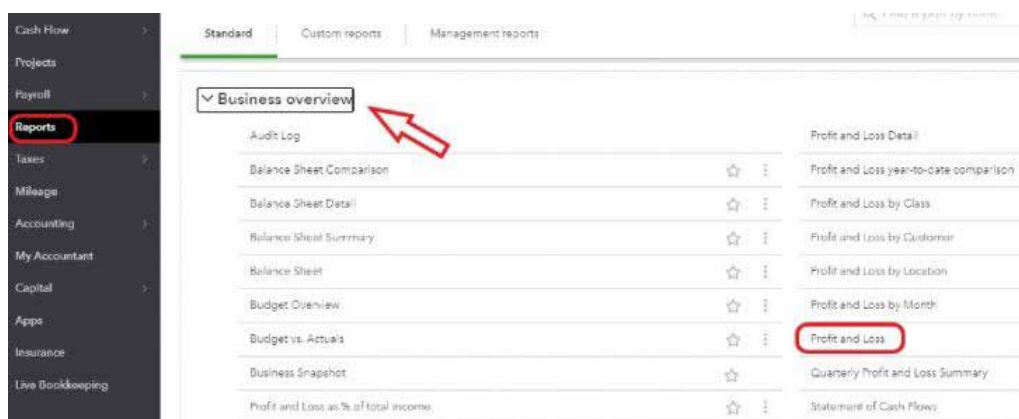 Cash Flow
Projects
Payroll
Reports
Taxes
Mileage
Accounting
My Accountant
Capital
Apps
Insurance
Live Bookkeeping
Standard
Custom reports
Management reports
Business overview
Audit Log
Balance Sheet Comparison
Balance Sheet Detail
Balance Sheet Summary
Balance Sheet
Budget Overview
Budget vs. Actuals
Business Snapshot
Profit and Loss as % of total income
Profit and Loss Detail
Profit and Loss year-to-date comparison
Profit and Loss by Class
Profit and Loss by Customer
Profit and Loss by Location
Profit and Loss by Month
Profit and Loss
Quarterly Profit and Loss Summary
Statement of Cash Flows